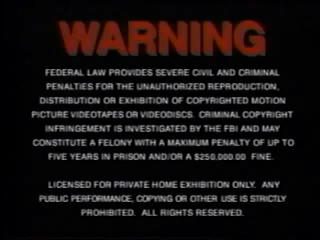 WARNING
FEDERAL LAW PROVIDES SEVERE CIVIL AND CRIMINAL
PENALTIES FOR THE UNAUTHORIZED REPRODUCTION,
DISTRIBUTION OR EXHIBITION OF COPYRIGHTED MOTION
PICTURE VIDEOTAPES OR VIDEODISCS. CRIMINAL COPYRIGHT
INFRINGEMENT IS INVESTIGATED BY THE FBI AND MAY
CONSTITUTE A FELONY WITH A MAXIMUM PENALTY OF UP TO
FIVE YEARS IN PRISON AND/OR A $250,000.00 FINE.
LICENSED FOR PRIVATE HOME EXHIBITION ONLY. ANY
PUBLIC PERFORMANCE, COPYING OR OTHER USE IS STRICTLY
PROHIBITED. ALL RIGHTS RESERVED.